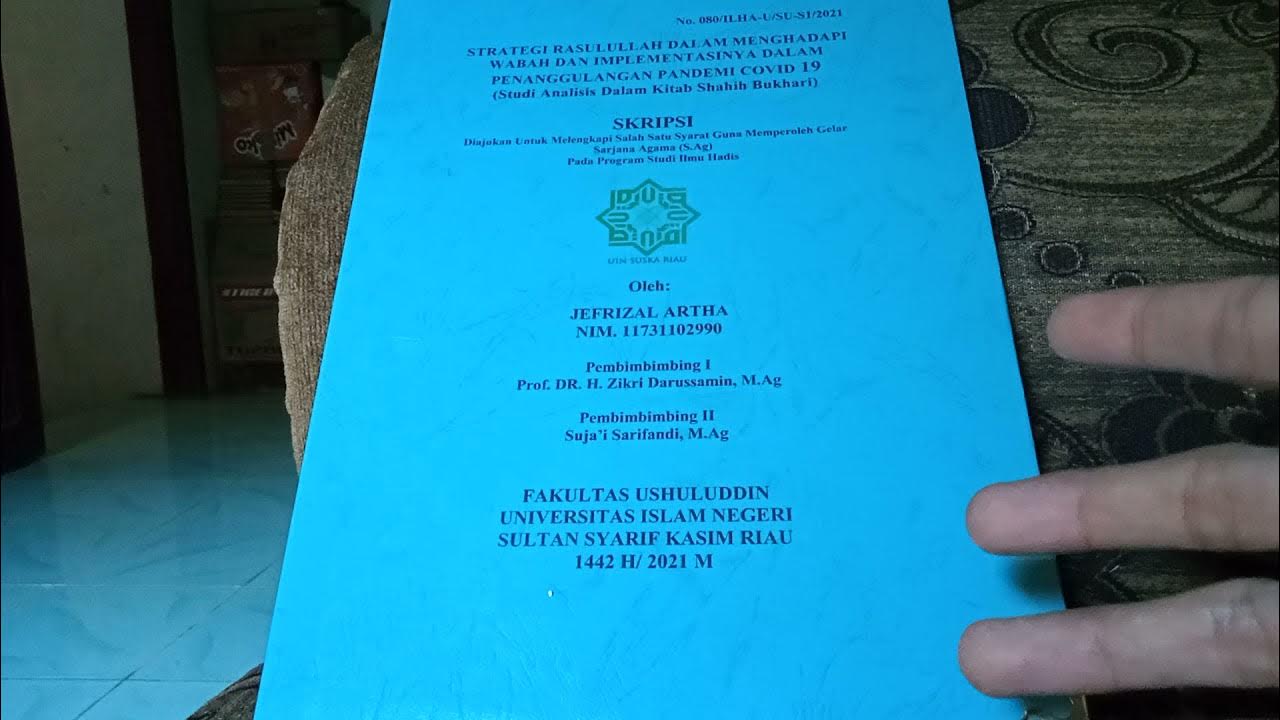 No. 080/ILHA-U/SU-S1/2021
STRATEGI RASULULLAH DALAM MENGHADAPI
WABAH DAN IMPLEMENTASINYA DALAM
PENANGGULANGAN PANDEMI COVID 19
(Studi Analisis Dalam Kitab Shahih Bukhari)
SKRIPSI
Diajukan Untuk Melengkapi Salah Satu Syarat Guna Memperoleh Gelar
Sarjana Agama (S.Ag)
Pada Program Studi Ilmu Hadis
UIN SUSKA RIAU
Oleh:
JEFRIZAL ARTHA
NIM. 11731102990
Pembimbimbing I
Prof. DR. H. Zikri Darussamin, M.Ag
Pembimbimbing II
Suja'i Sarifandi, M.Ag
FAKULTAS USHULUDDIN
UNIVERSITAS ISLAM NEGERI
SULTAN SYARIF KASIM RIAU
1442 H/ 2021 M